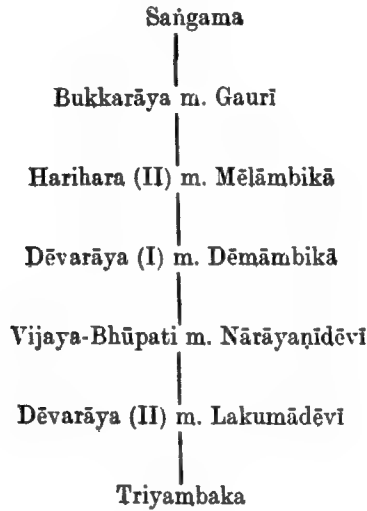 Saṅgama
Bukkarāya m. Gaurī
Harihara (II) m. Mēlāmbikā
Dēvarāya (I) m. Dēmāmbikā
Vijaya-Bhūpati m. Nārāyaṇīdēvī
Dēvarāya (II) m. Lakumādēvī
Triyambaka